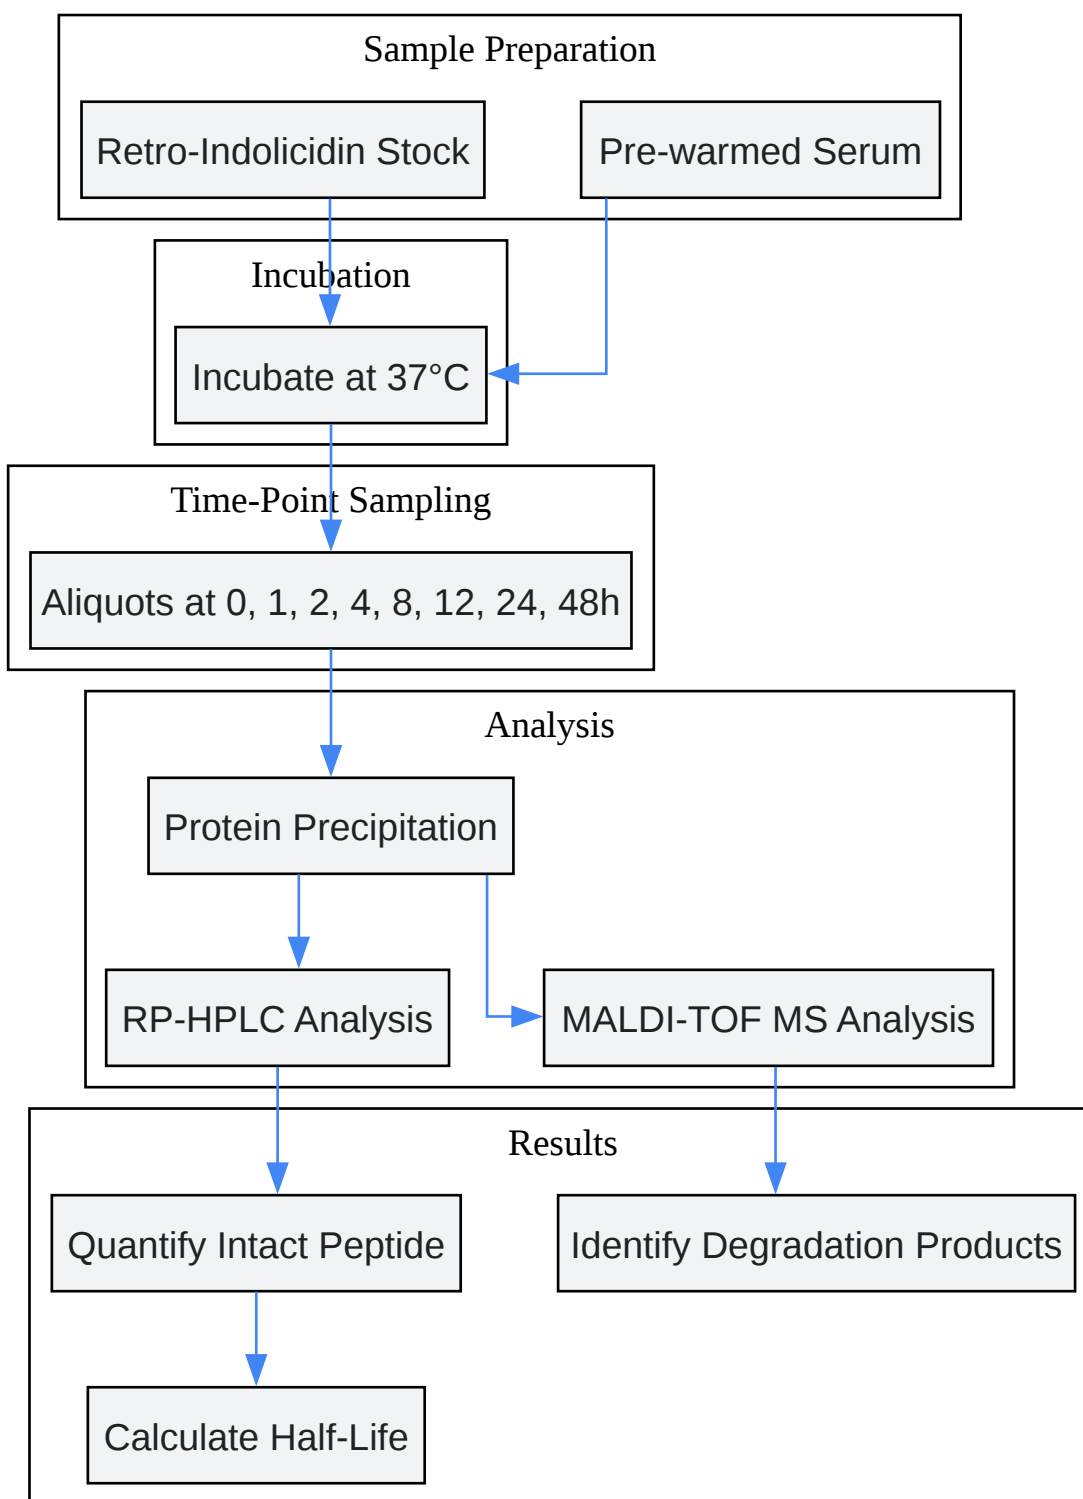 Sample Preparation
Retro-Indolicidin Stock
Pre-warmed Serum
Incubation
Incubate at 37°C
Time-Point Sampling
Aliquots at 0, 1, 2, 4, 8, 12, 24, 48h
Analysis
Protein Precipitation
RP-HPLC Analysis
MALDI-TOF MS Analysis
Results
Quantify Intact Peptide
Identify Degradation Products
Calculate Half-Life